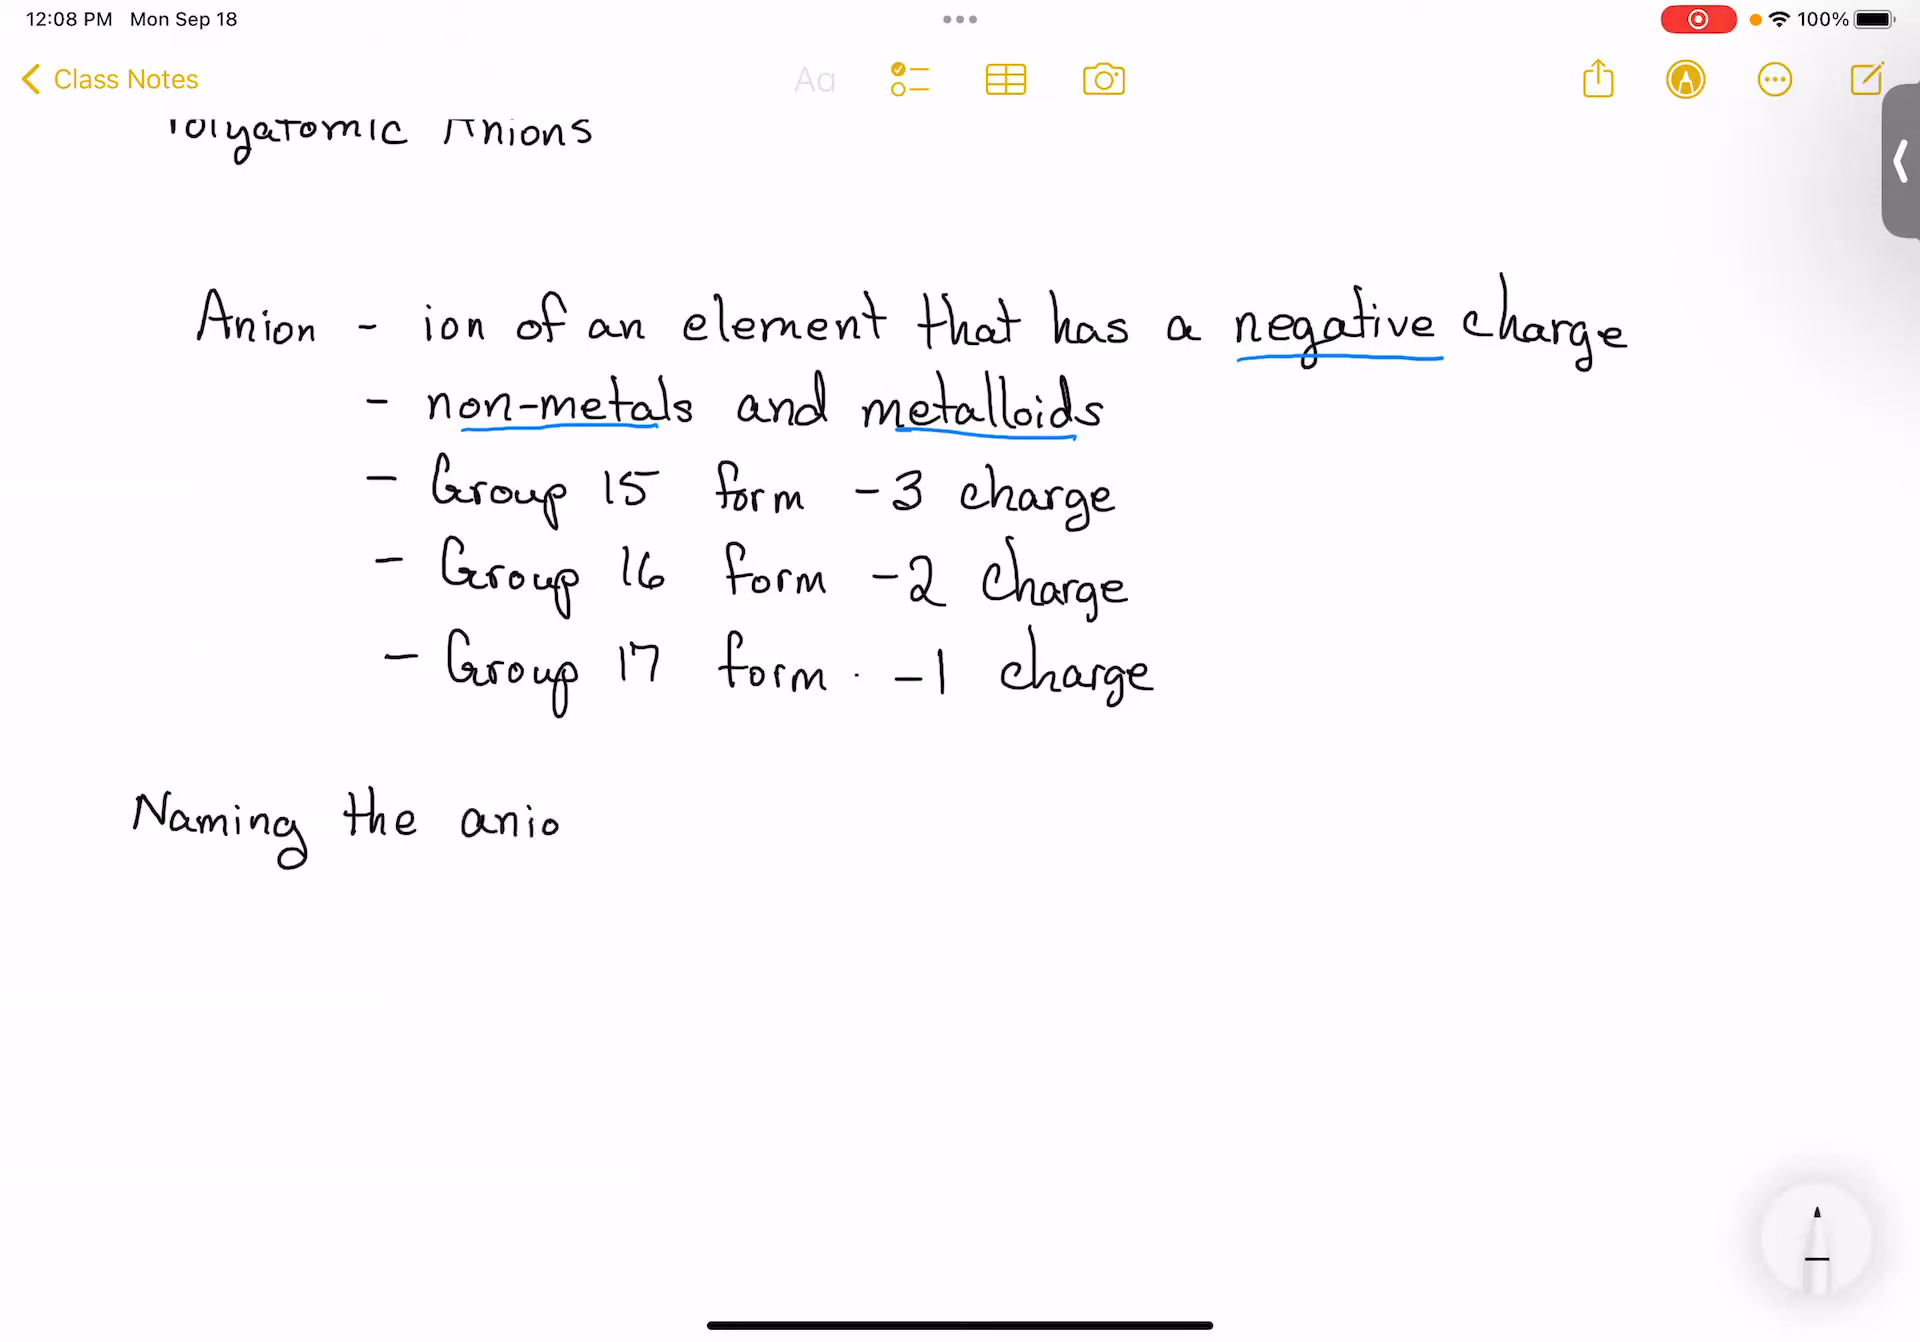 12:08 PM Mon Sep 18
100%
Class Notes
Aa
Polyatomic Anions
Anion - ion of an element that has a negative charge
- non-metals and metalloids
- Group 15 form -3 charge
- Group 16 form -2 charge
- Group 17 form -1 charge
Naming the anio